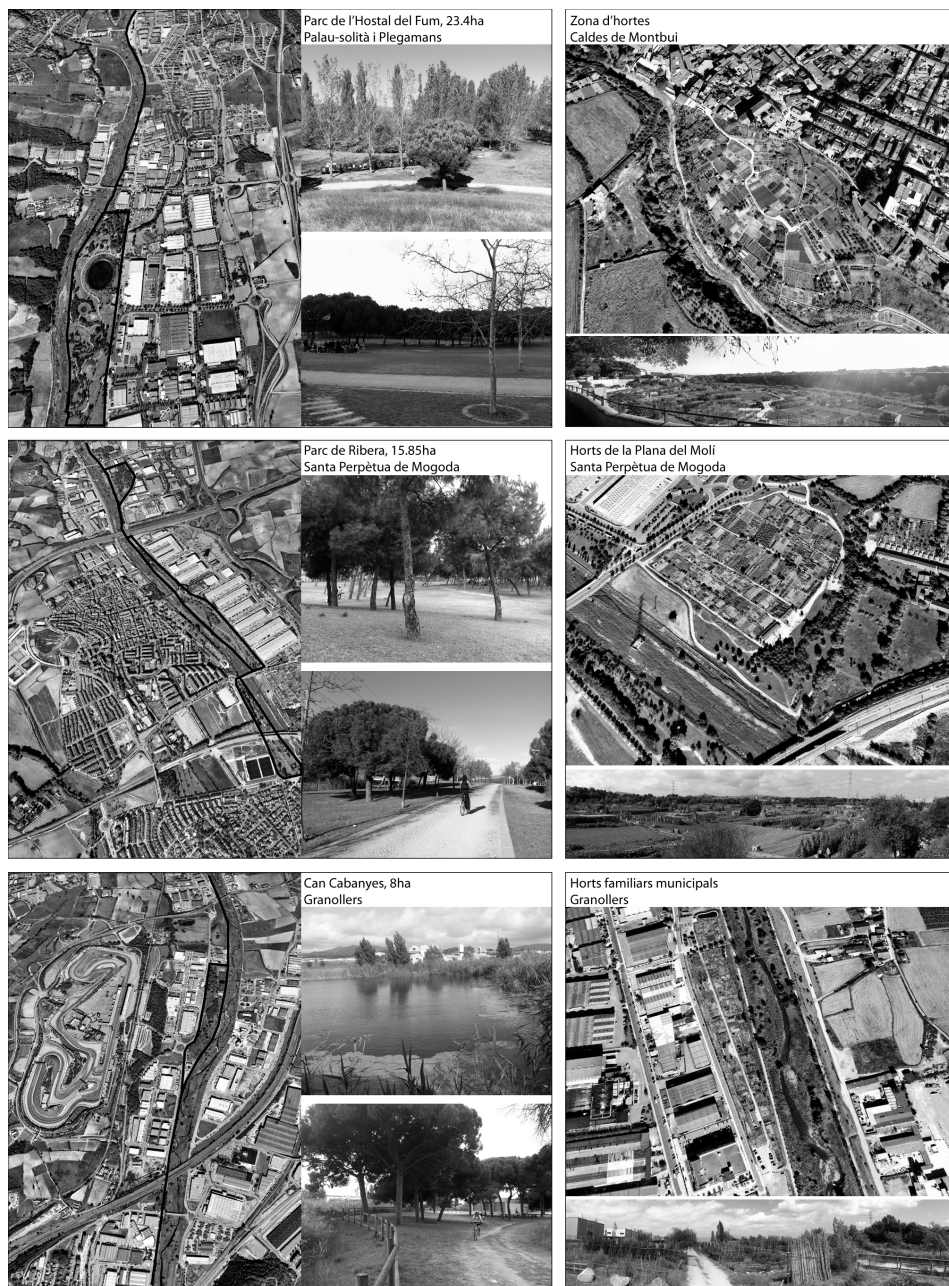 Parc de l'Hostal del Fum, 23.4ha
Palau-solità i Plegamans
Zona d'hortes
Caldes de Montbui
Parc de Ribera, 15.85ha
Santa Perpètua de Mogoda
Horts de la Plana del Molí
Santa Perpètua de Mogoda
Can Cabanyes, 8ha
Granollers
Horts familiars municipals
Granollers